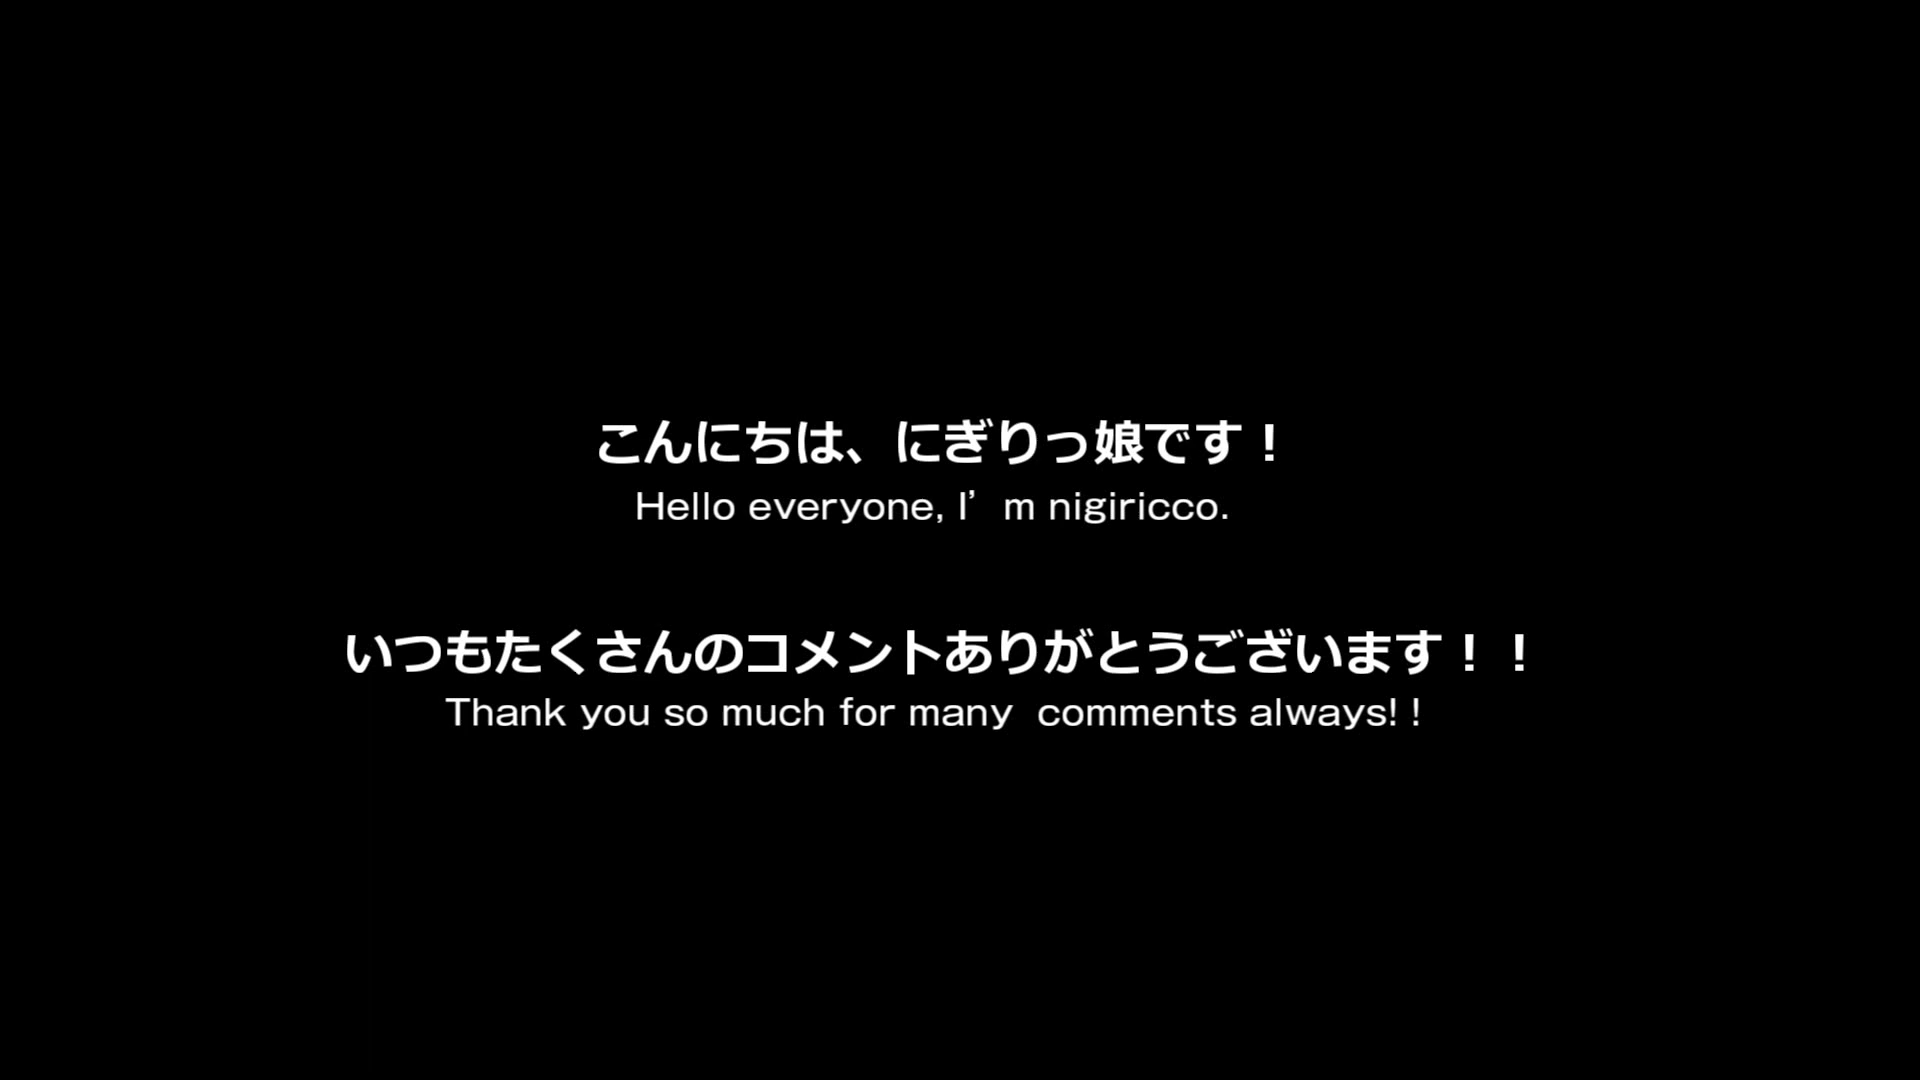 こんにちは、にぎりっ娘です！
Hello everyone, I’m nigiricco.
いつもたくさんのコメントありがとうございます！！
Thank you so much for many comments always!!